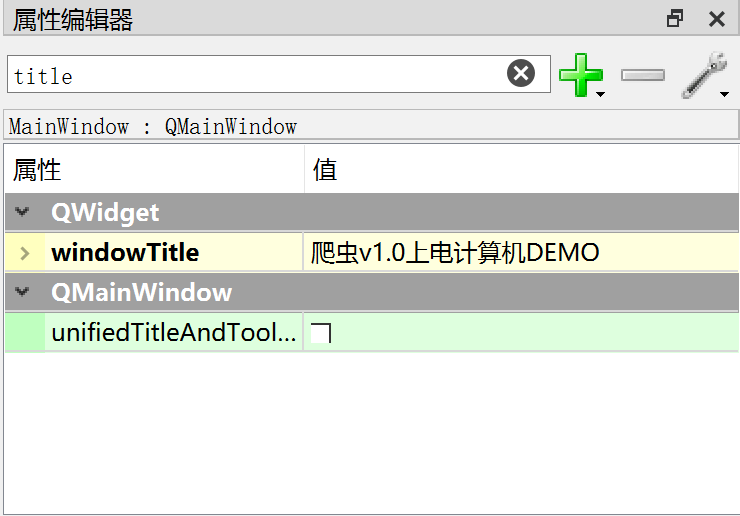 属性编辑器
title
MainWindow : QMainWindow
属性 值
QWidget
windowTitle 爬虫v1.0上电计算机DEMO
QMainWindow
unifiedTitleAndTool...